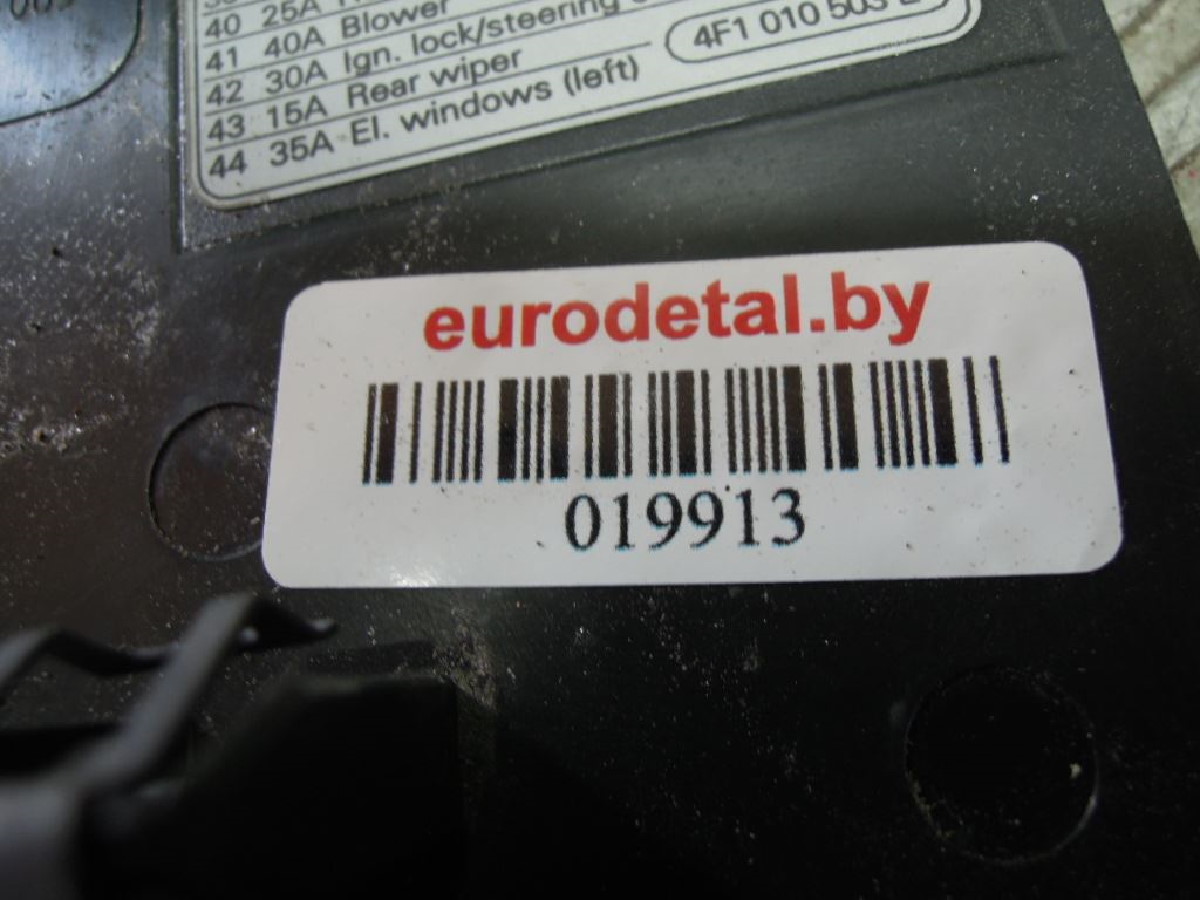 40 25A
41 40A Blower
42 30A Ign. lock/steering
43 15A Rear wiper
44 35A El. windows (left)
4F1 010 503
eurodetal.by
019913